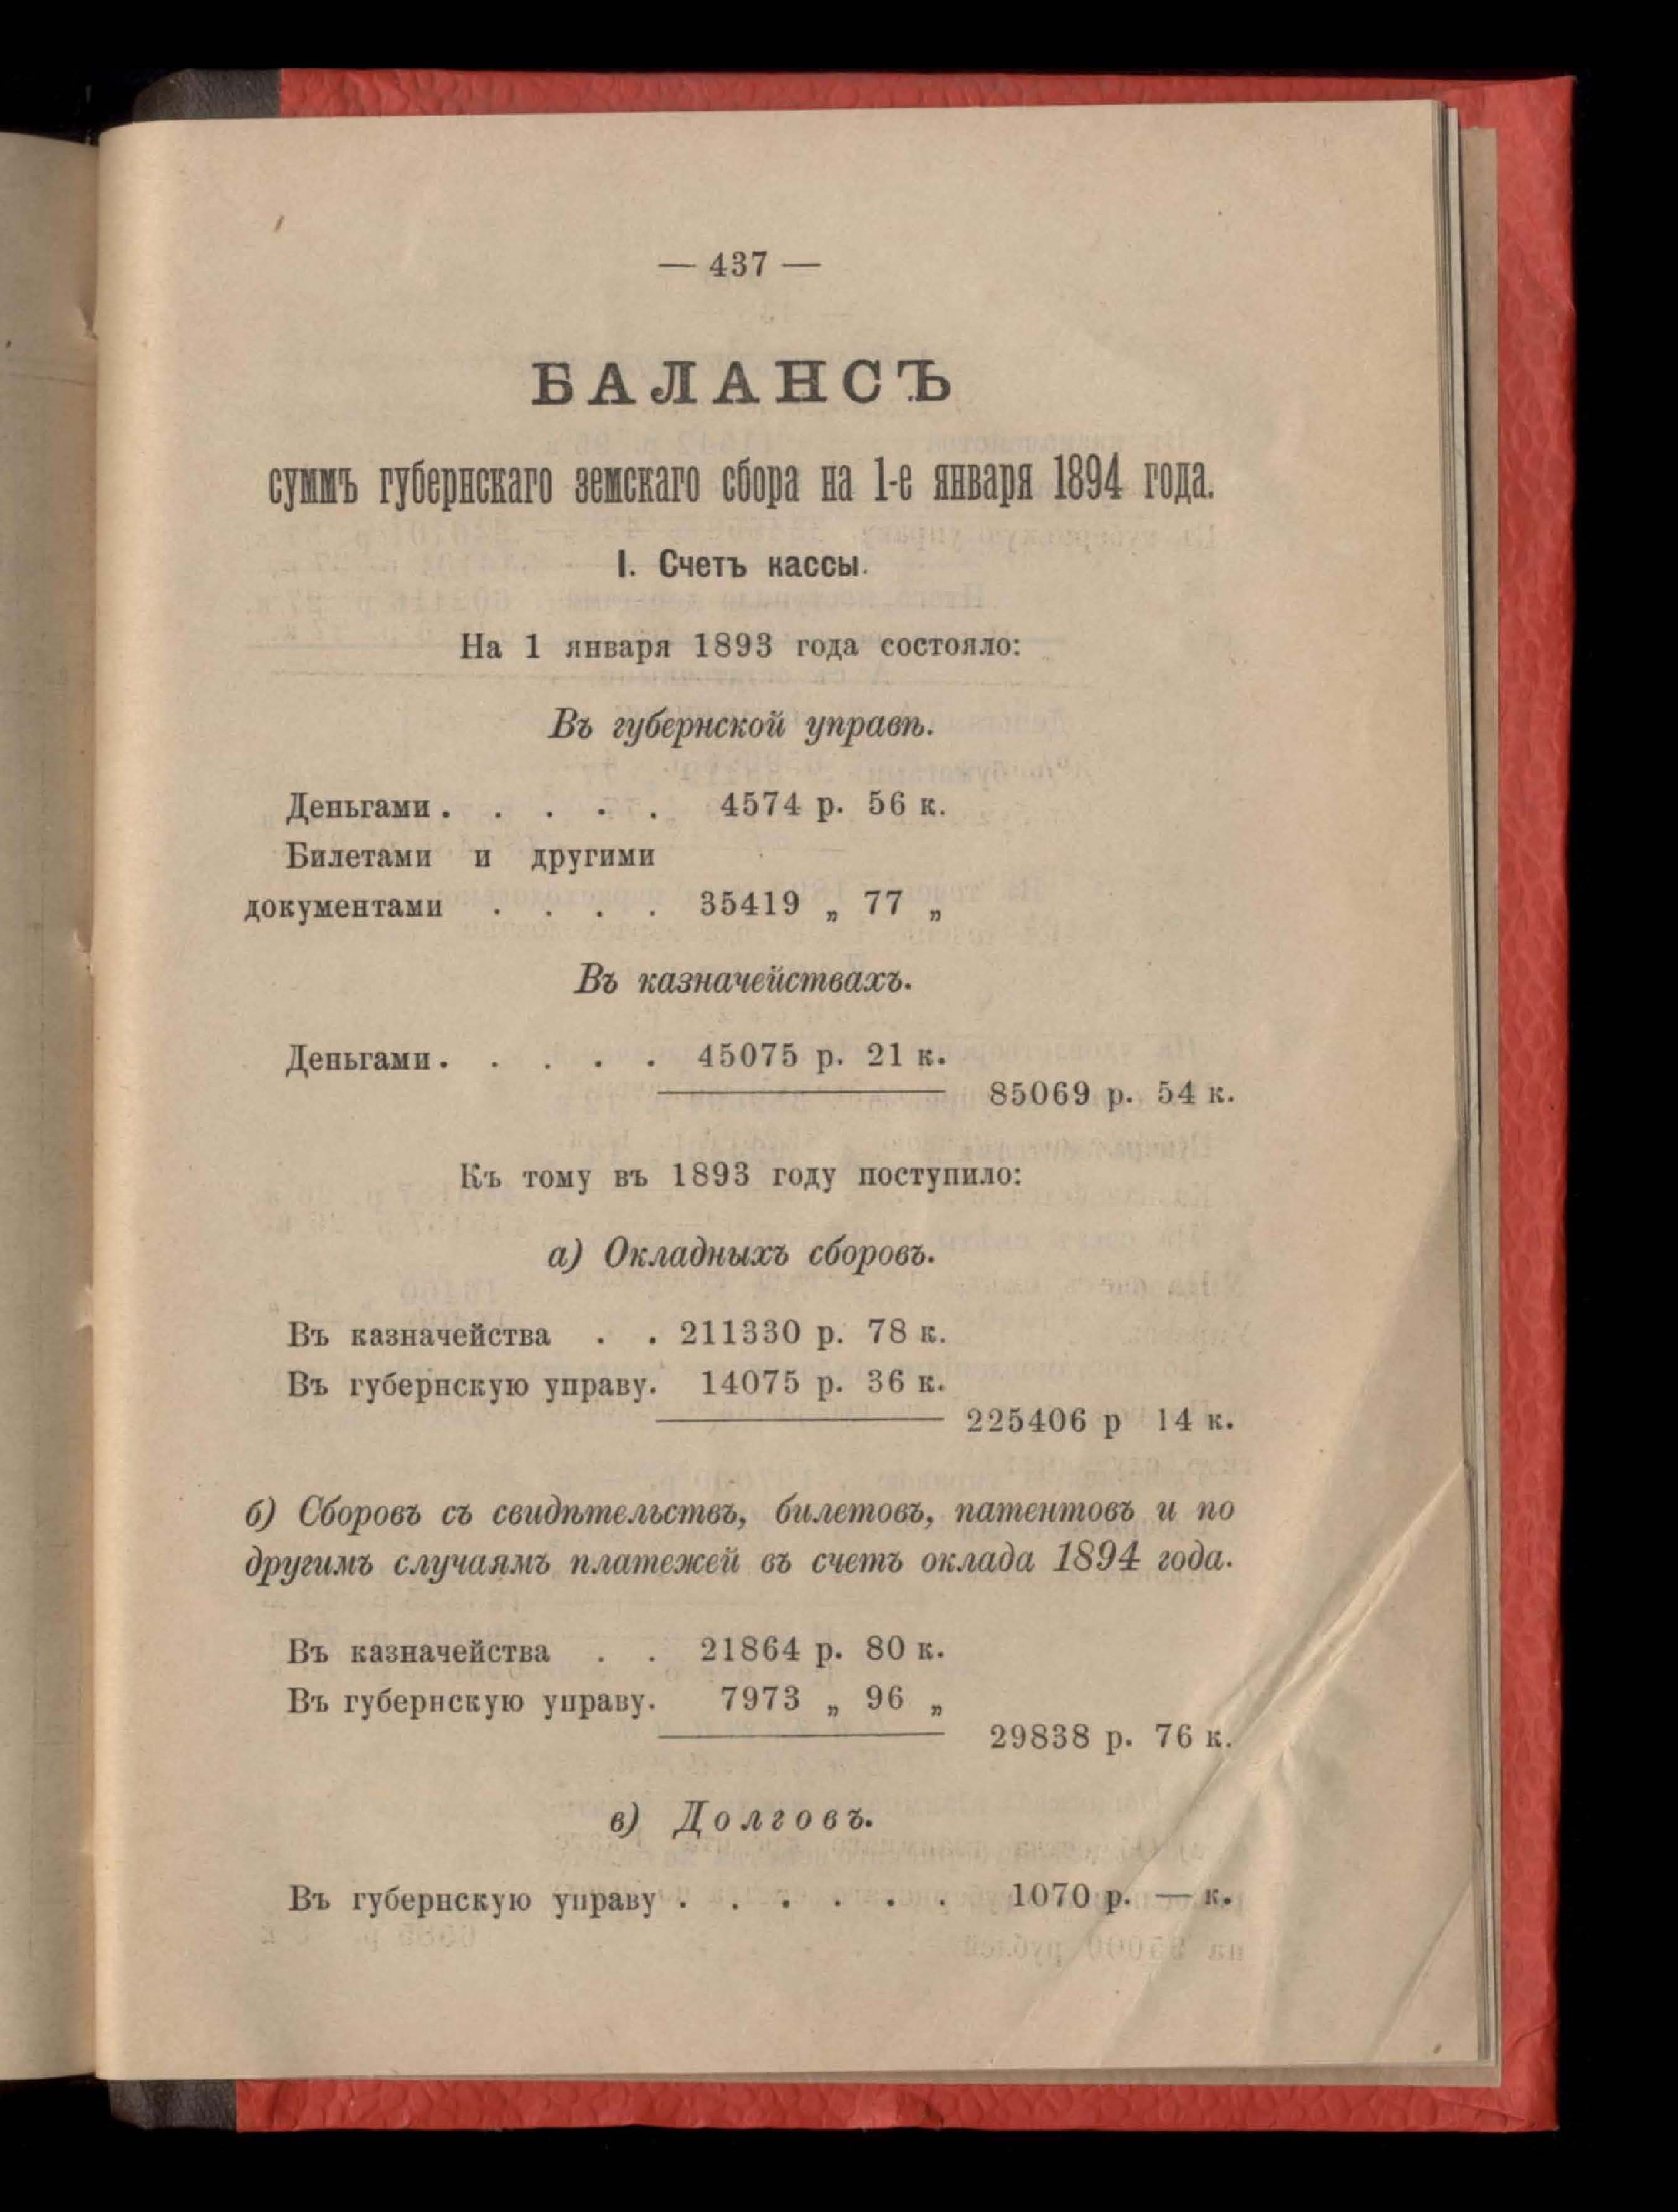 — 437 —
БАЛАНСЪ
суммъ губернскаго земскаго сбора на 1-е января 1894 года.
I. Счетъ кассы.
На 1 января 1893 года состояло:
Въ губернской управѣ.
Деньгами . . . . . 4574 р. 56 к.
Билетами и другими
документами . . . . 35419 „ 77 „
Въ казначействахъ.
Деньгами . . . . . 45075 р. 21 к.
85069 р. 54 к.
Къ тому въ 1893 году поступило:
а) Окладныхъ сборовъ.
Въ казначейства . . 211330 р. 78 к.
Въ губернскую управу. 14075 р. 36 к.
225406 р 14 к.
б) Сборовъ съ свидѣтельствъ, билетовъ, патентовъ и по
другимъ случаямъ платежей въ счетъ оклада 1894 года.
Въ казначейства . . 21864 р. 80 к.
Въ губернскую управу. 7973 „ 96 „
29838 р. 76 к.
в) Долговъ.
Въ губернскую управу . . . . . . 1070 р. — к.